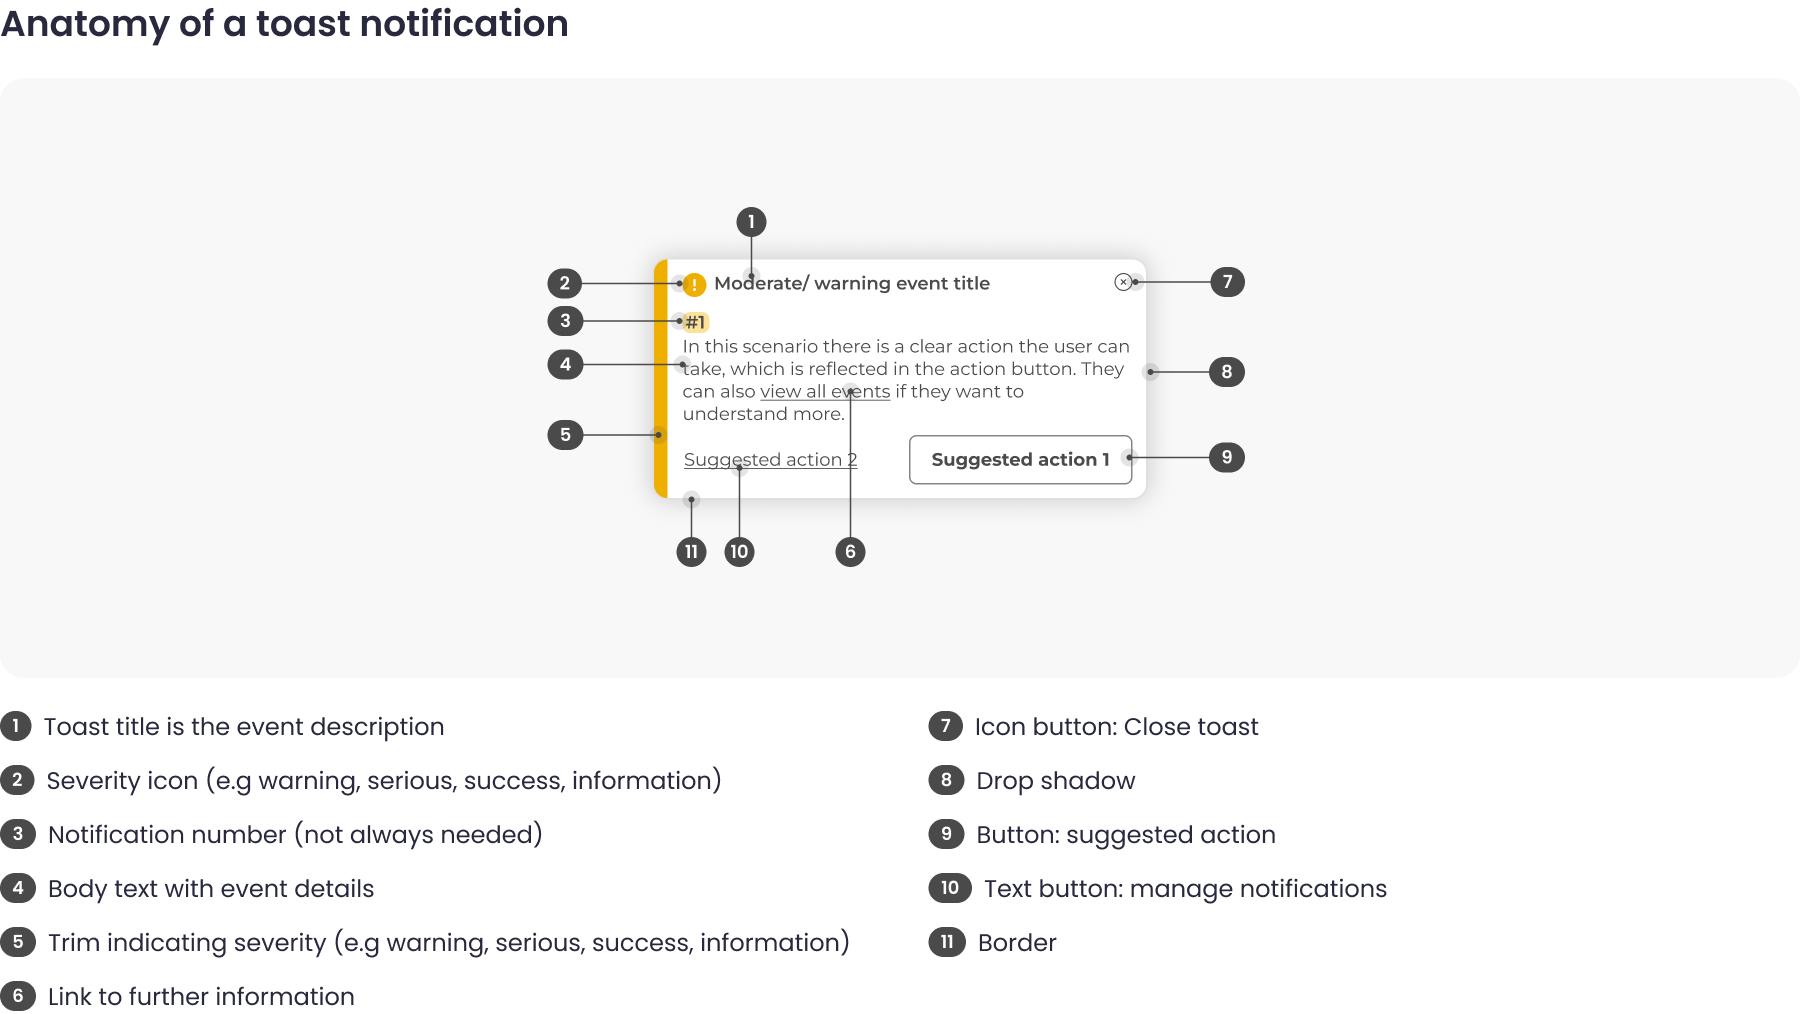 Anatomy of a toast notification
1
2
! Moderate/ warning event title
7
3
#1
In this scenario there is a clear action the user can
4
take, which is reflected in the action button. They
8
can also view all events if they want to
understand more.
5
Suggested action 2
Suggested action 1
9
11
10
6
1 Toast title is the event description
2 Severity icon (e.g warning, serious, success, information)
3 Notification number (not always needed)
4 Body text with event details
5 Trim indicating severity (e.g warning, serious, success, information)
6 Link to further information
7 Icon button: Close toast
8 Drop shadow
9 Button: suggested action
10 Text button: manage notifications
11 Border